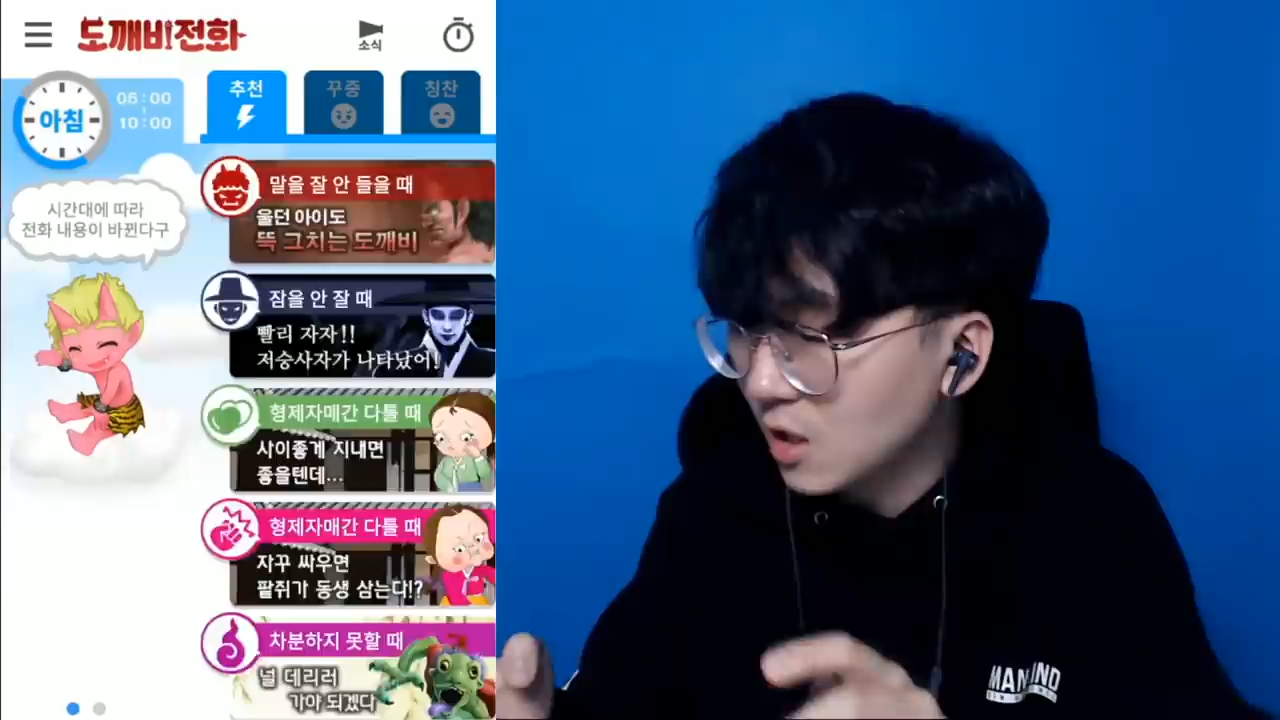 도깨비전화
소식
아침
05:00
10:00
추천
꾸중
칭찬
시간대에 따라
전화 내용이 바뀐다구
말을 잘 안 들을 때
울던 아이도
뚝 그치는 도깨비
잠을 안 잘 때
빨리 자자!!
저승사자가 나타났어!
형제자매간 다툴 때
사이좋게 지내면
좋을텐데...
형제자매간 다툴 때
자꾸 싸우면
팥쥐가 동생 삼는다!?
차분하지 못할 때
널 데리러
가야 되겠다